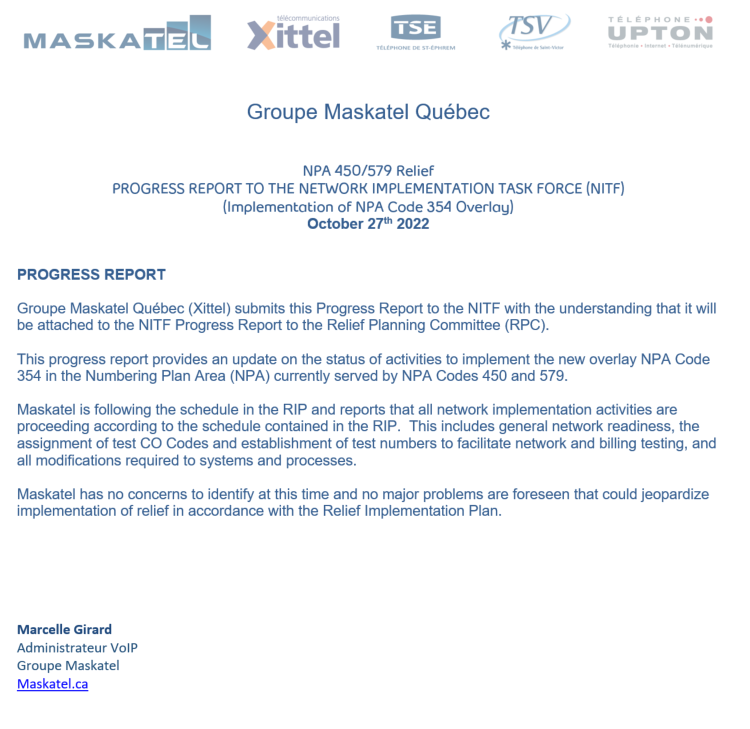 MASKATEL
télécommunications
Xittel
TSE
TÉLÉPHONE DE ST-ÉPHREM
TSV
Téléphone de Saint-Victor
TÉLÉPHONE
UPTON
Téléphonie • Internet • Télénumérique
Groupe Maskatel Québec
NPA 450/579 Relief
PROGRESS REPORT TO THE NETWORK IMPLEMENTATION TASK FORCE (NITF)
(Implementation of NPA Code 354 Overlay)
October 27th 2022
PROGRESS REPORT
Groupe Maskatel Québec (Xittel) submits this Progress Report to the NITF with the understanding that it will
be attached to the NITF Progress Report to the Relief Planning Committee (RPC).
This progress report provides an update on the status of activities to implement the new overlay NPA Code
354 in the Numbering Plan Area (NPA) currently served by NPA Codes 450 and 579.
Maskatel is following the schedule in the RIP and reports that all network implementation activities are
proceeding according to the schedule contained in the RIP.  This includes general network readiness, the
assignment of test CO Codes and establishment of test numbers to facilitate network and billing testing, and
all modifications required to systems and processes.
Maskatel has no concerns to identify at this time and no major problems are foreseen that could jeopardize
implementation of relief in accordance with the Relief Implementation Plan.
Marcelle Girard
Administrateur VoIP
Groupe Maskatel
Maskatel.ca